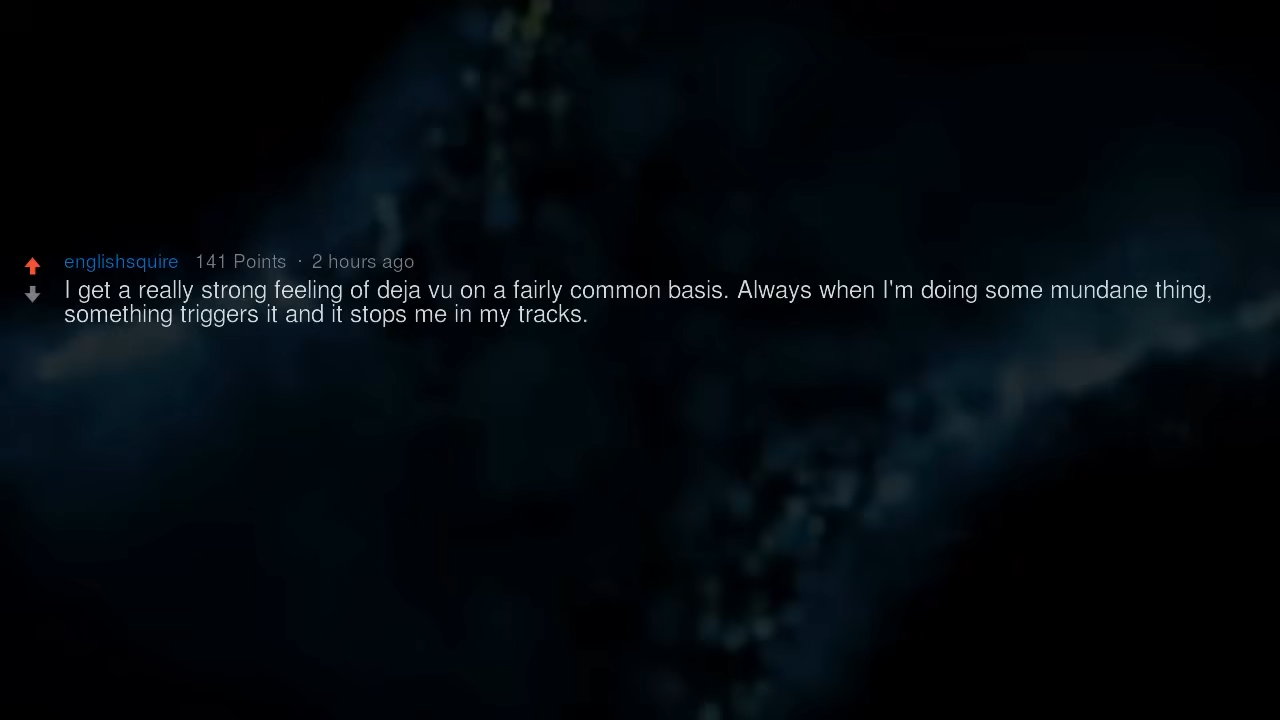 englishsquire 141 Points · 2 hours ago
I get a really strong feeling of deja vu on a fairly common basis. Always when I'm doing some mundane thing,
something triggers it and it stops me in my tracks.